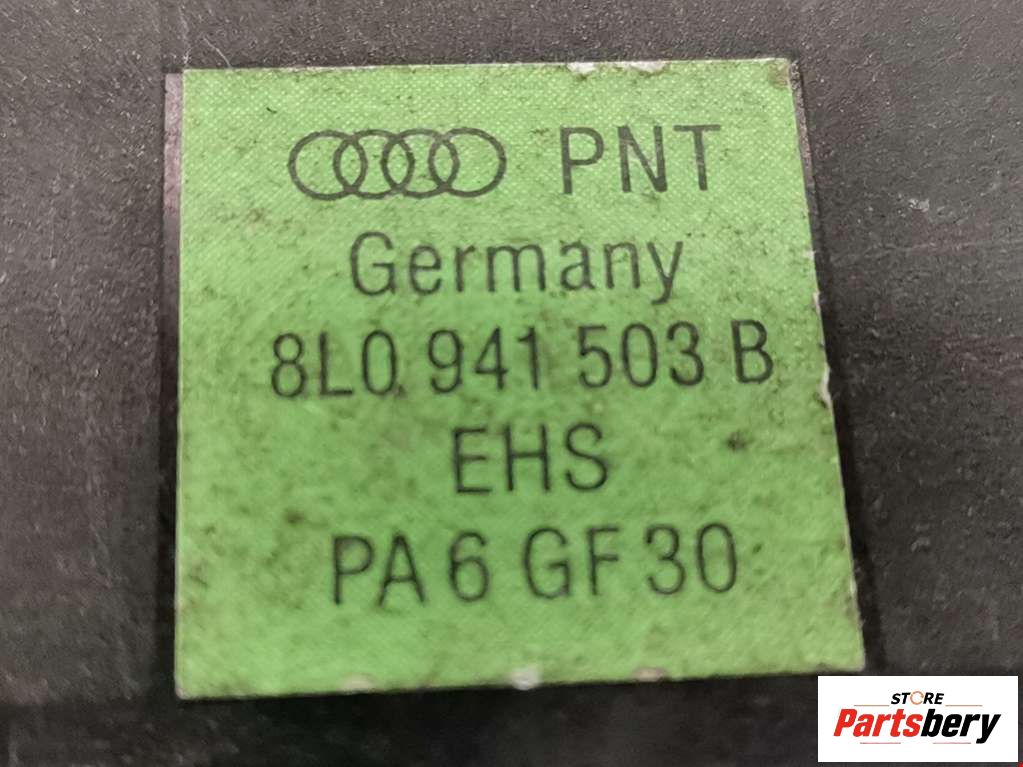 PNT
Germany
8L0 941 503 B
EHS
PA 6 GF 30
STORE
Partsbery